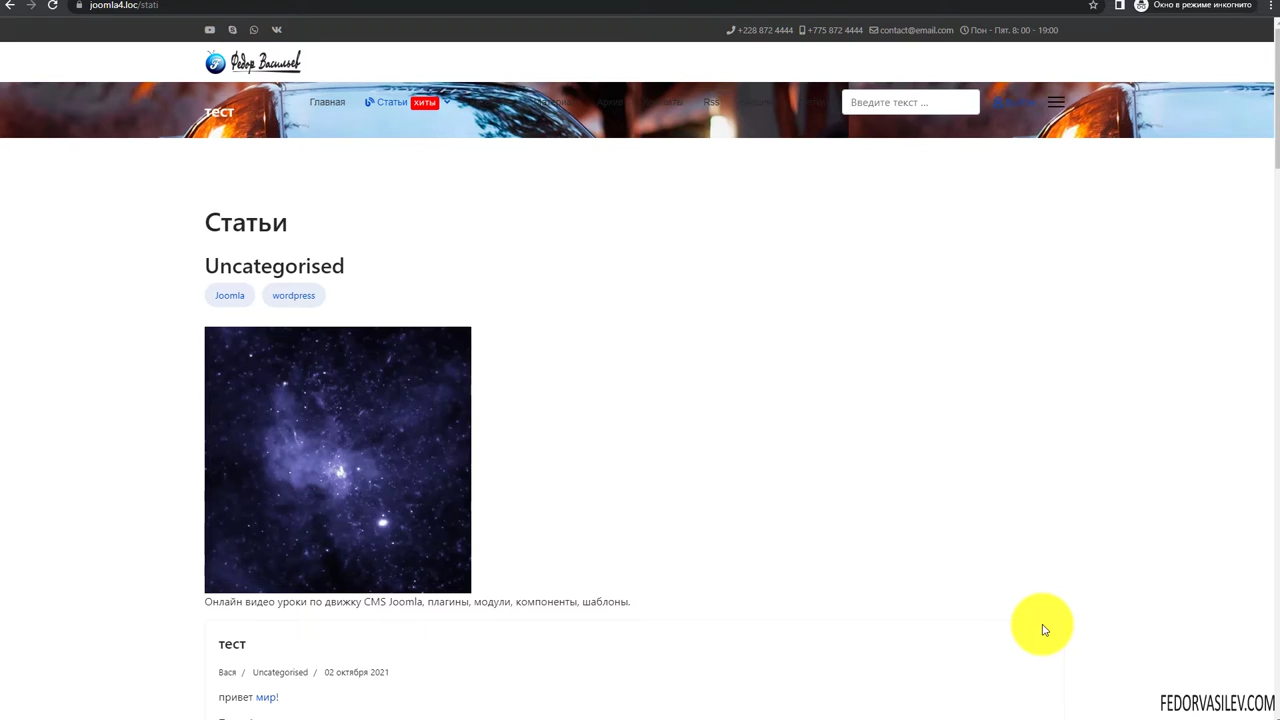 joomla4.loc/stati
Окно в режиме инкогнито
+228 872 4444 +775 872 4444 contact@email.com Пон - Пят. 8: 00 - 19:00
Федор Васильев
тест
Главная Статьи хиты Rss Введите текст ...
Статьи
Uncategorised
Joomla wordpress
Онлайн видео уроки по движку CMS Joomla, плагины, модули, компоненты, шаблоны.
тест
Вася / Uncategorised / 02 октября 2021
привет мир!
FEDORVASILEV.COM